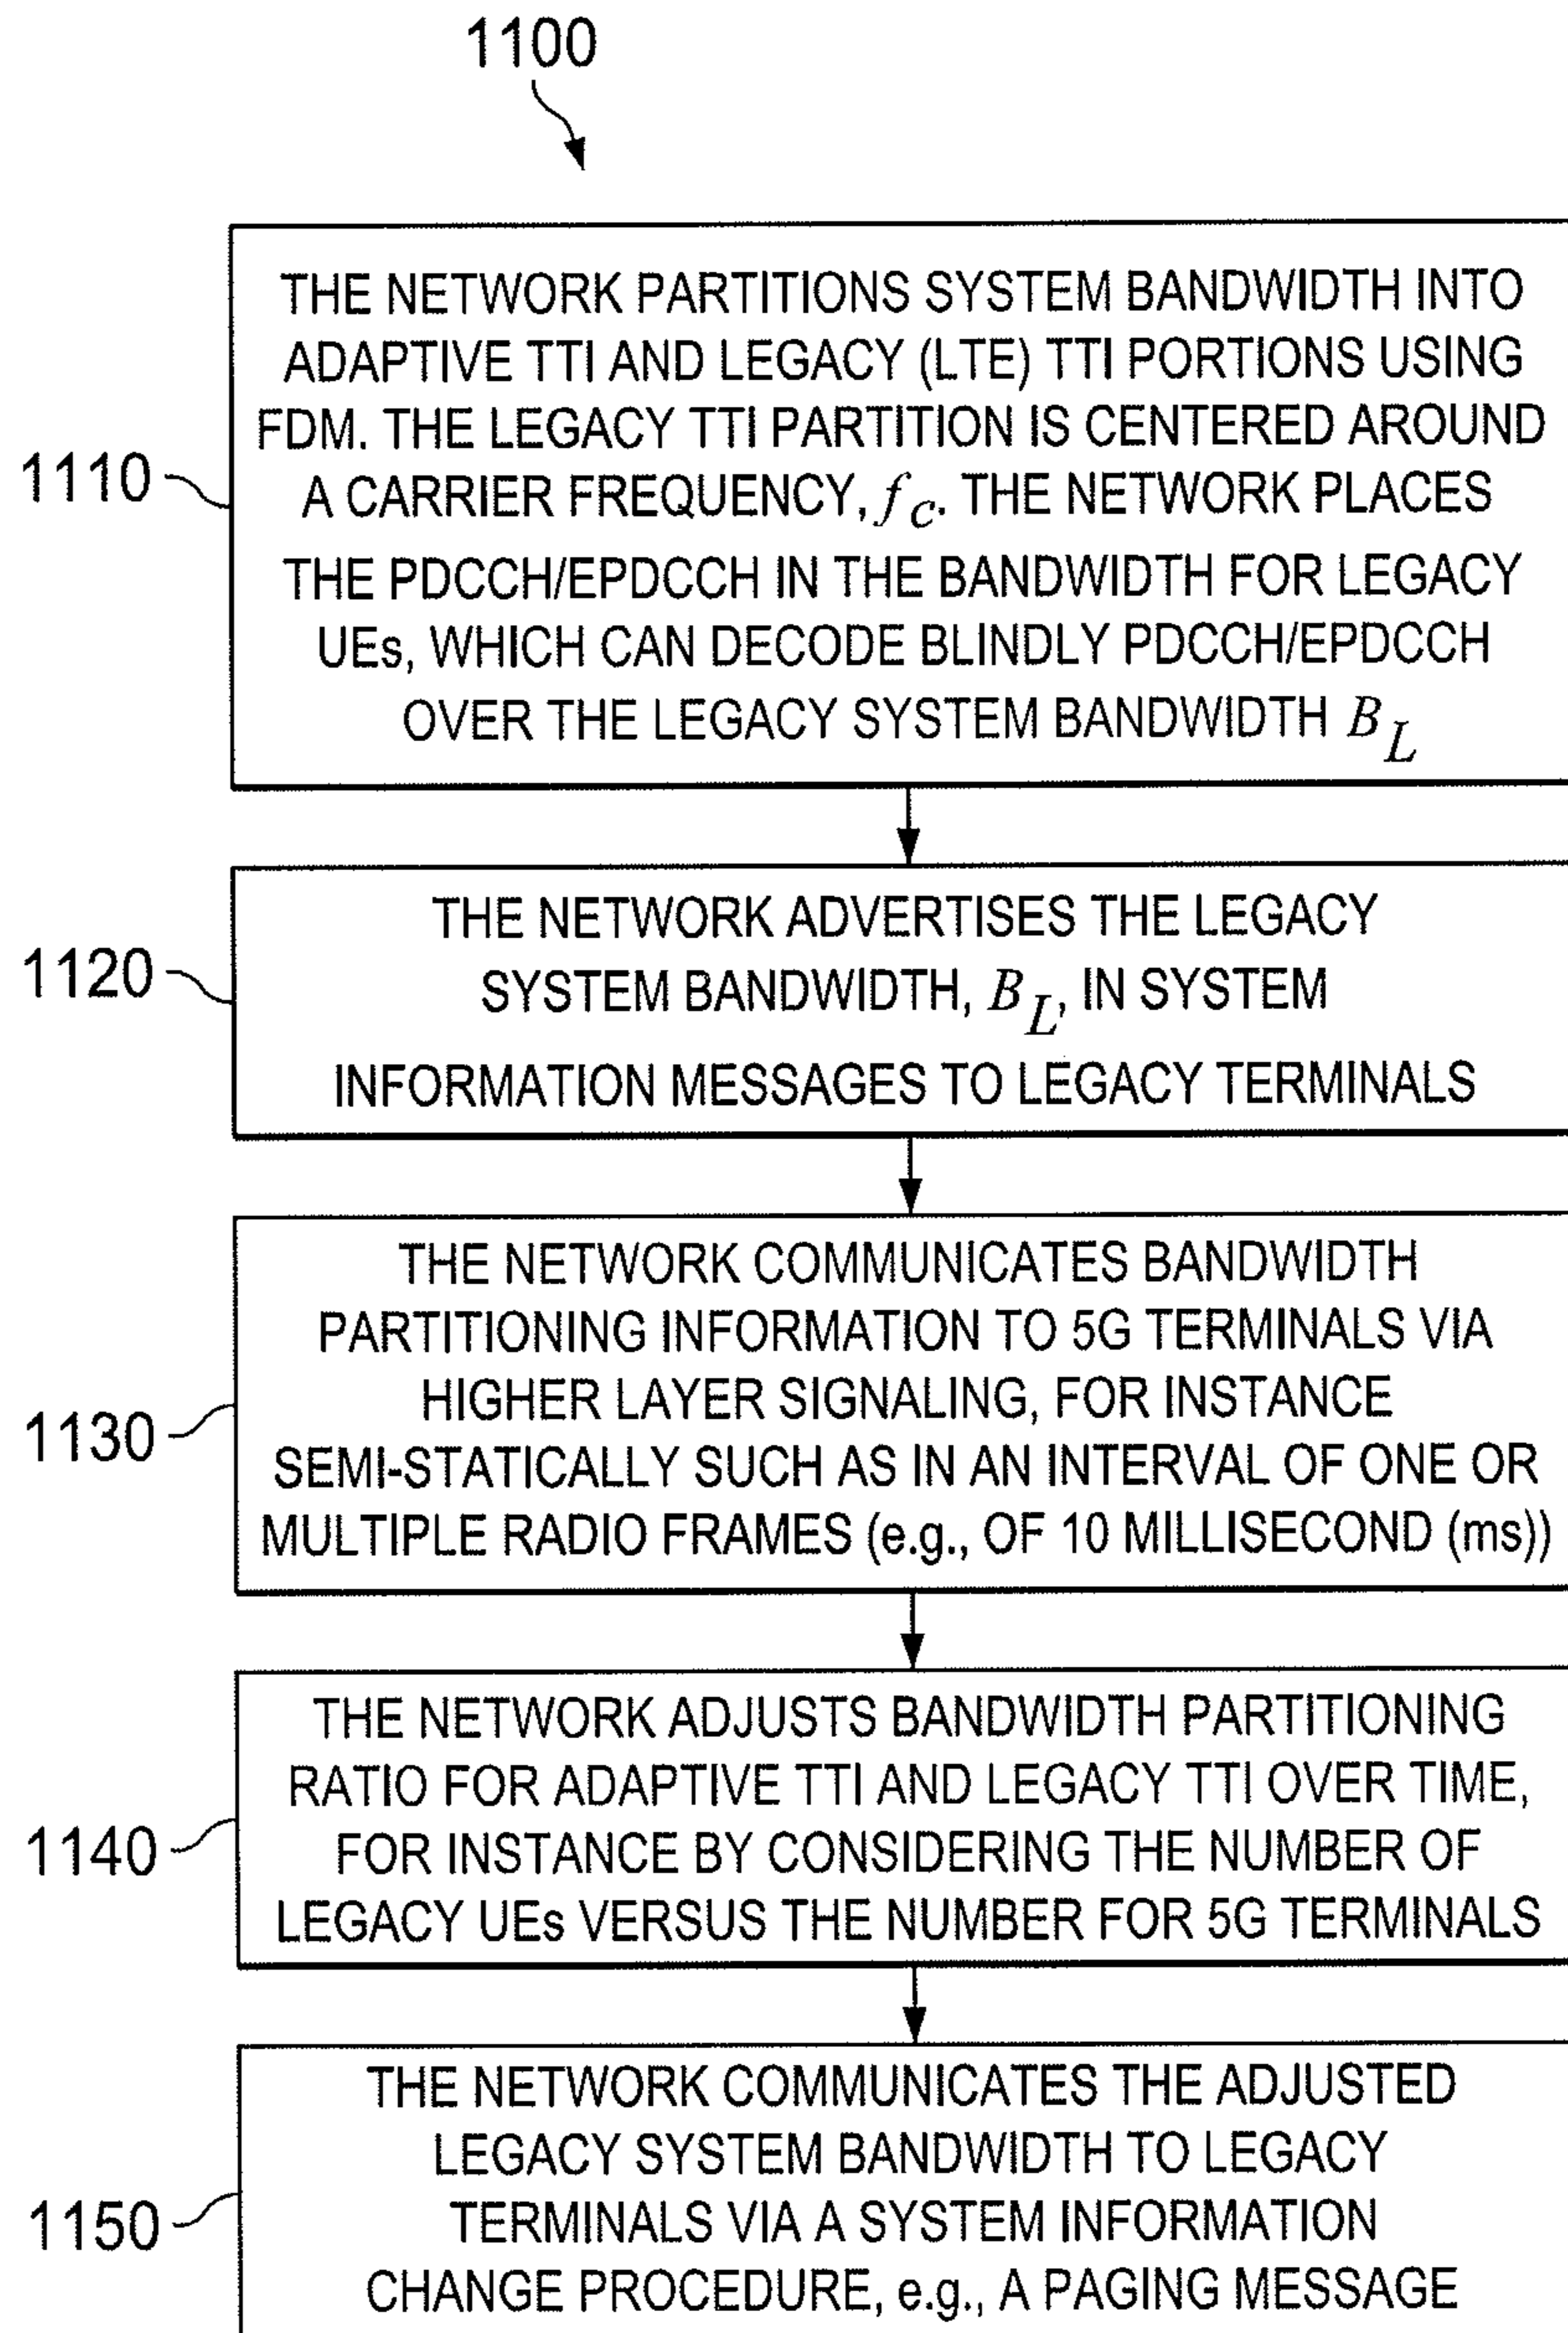 1100
THE NETWORK PARTITIONS SYSTEM BANDWIDTH INTO
ADAPTIVE TTI AND LEGACY (LTE) TTI PORTIONS USING
FDM. THE LEGACY TTI PARTITION IS CENTERED AROUND
A CARRIER FREQUENCY, f_c. THE NETWORK PLACES
THE PDCCH/EPDCCH IN THE BANDWIDTH FOR LEGACY
UEs, WHICH CAN DECODE BLINDLY PDCCH/EPDCCH
OVER THE LEGACY SYSTEM BANDWIDTH B_L
1110
THE NETWORK ADVERTISES THE LEGACY
SYSTEM BANDWIDTH, B_L, IN SYSTEM
INFORMATION MESSAGES TO LEGACY TERMINALS
1120
THE NETWORK COMMUNICATES BANDWIDTH
PARTITIONING INFORMATION TO 5G TERMINALS VIA
HIGHER LAYER SIGNALING, FOR INSTANCE
SEMI-STATICALLY SUCH AS IN AN INTERVAL OF ONE OR
MULTIPLE RADIO FRAMES (e.g., OF 10 MILLISECOND (ms))
1130
THE NETWORK ADJUSTS BANDWIDTH PARTITIONING
RATIO FOR ADAPTIVE TTI AND LEGACY TTI OVER TIME,
FOR INSTANCE BY CONSIDERING THE NUMBER OF
LEGACY UEs VERSUS THE NUMBER FOR 5G TERMINALS
1140
THE NETWORK COMMUNICATES THE ADJUSTED
LEGACY SYSTEM BANDWIDTH TO LEGACY
TERMINALS VIA A SYSTEM INFORMATION
CHANGE PROCEDURE, e.g., A PAGING MESSAGE
1150